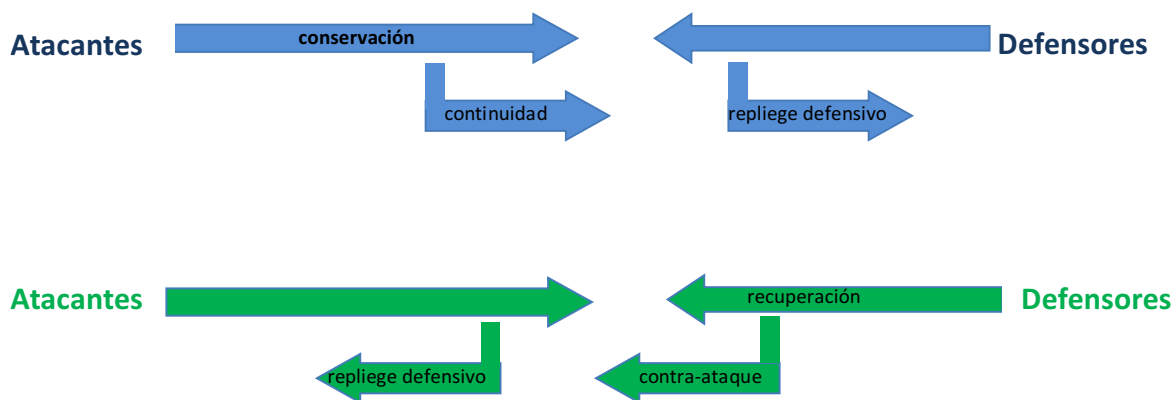 Atacantes
conservación
Defensores
continuidad
repliege defensivo
Atacantes
recuperación
Defensores
repliege defensivo
contra-ataque